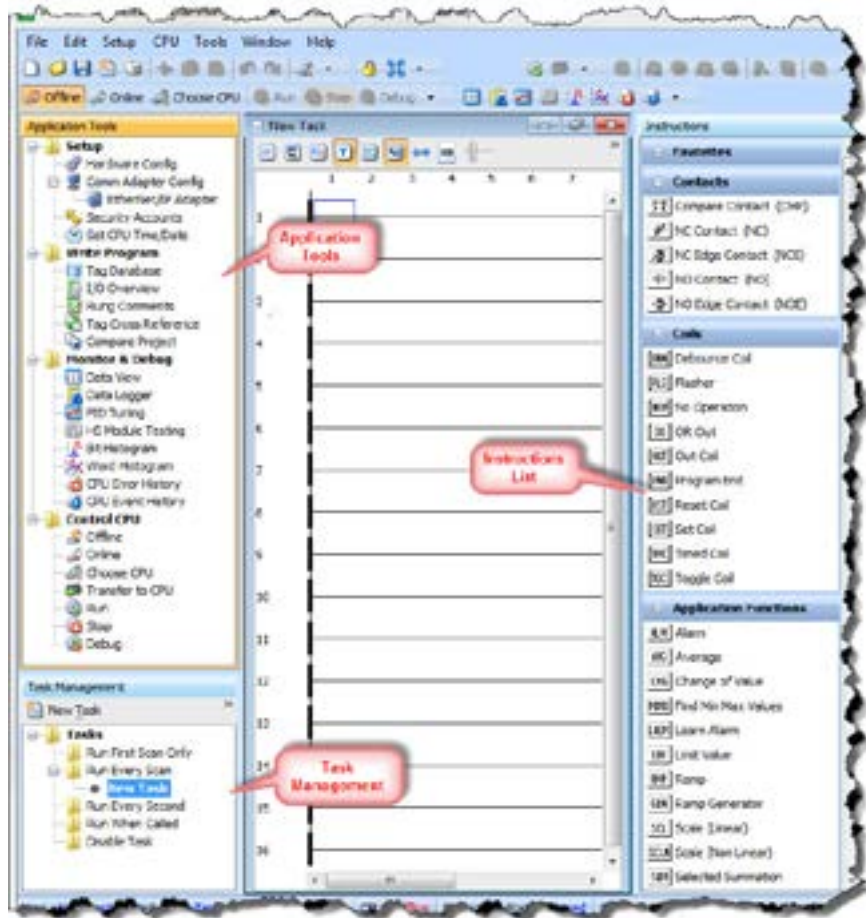 File Edit Setup CPU Tools Window Help
Offline Online Choose CPU Run Stop Debug
Application Tools
Setup
Hardware Config
Comm Adapter Config
EtherNet/IP Adapter
Security Accounts
Set CPU Time/Date
Write Program
Tag Database
I/O Overview
Rung Comments
Tag Cross Reference
Compare Project
Monitor & Debug
Data View
Data Logger
PID Tuning
HS Module Testing
Bit Histogram
Word Histogram
CPU Error History
CPU Event History
Control CPU
Offline
Online
Choose CPU
Transfer to CPU
Run
Stop
Debug
Task Management
New Task
Tasks
Run First Scan Only
Run Every Scan
New Task
Run Every Second
Run When Called
Disable Task
New Task
1 2 3 4 5 6 7
1
2
3
4
5
6
7
8
9
10
11
12
13
14
15
16
Application
Tools
Instructions
List
Task
Management
Instructions
Favorites
Contacts
Compare Contact (CMP)
NC Contact (NC)
NC Edge Contact (NCE)
NO Contact (NO)
NO Edge Contact (NOE)
Coils
Debounce Coil
Flasher
No Operation
OR Out
OUT Out Coil
END Program End
RST Reset Coil
SET Set Coil
Timed Coil
Toggle Coil
Application Functions
Alarm
Average
Change of Value
Find Min Max Values
Learn Alarm
Limit Value
Ramp
Ramp Generator
SCL Scale (Linear)
Scale (Non Linear)
Selected Summation